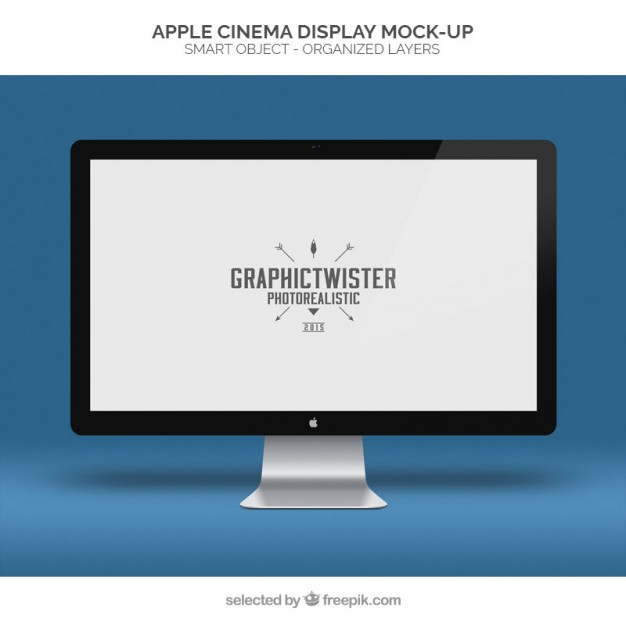 APPLE CINEMA DISPLAY MOCK-UP
SMART OBJECT - ORGANIZED LAYERS
GRAPHICTWISTER
PHOTOREALISTIC
2015
selected by freepik.com